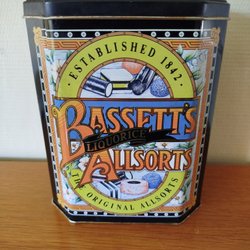 ESTABLISHED 1842
BASSETT'S
LIQUORICE
ALLSORTS
THE ORIGINAL ALLSORTS